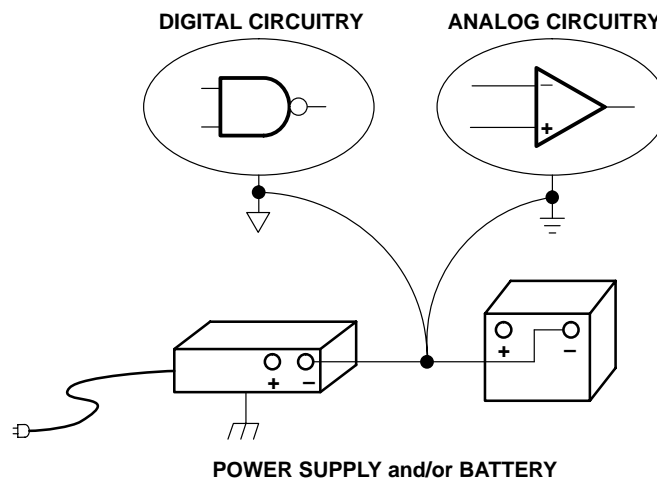 DIGITAL CIRCUITRY
ANALOG CIRCUITRY
−
+
+ −
+ −
POWER SUPPLY and/or BATTERY